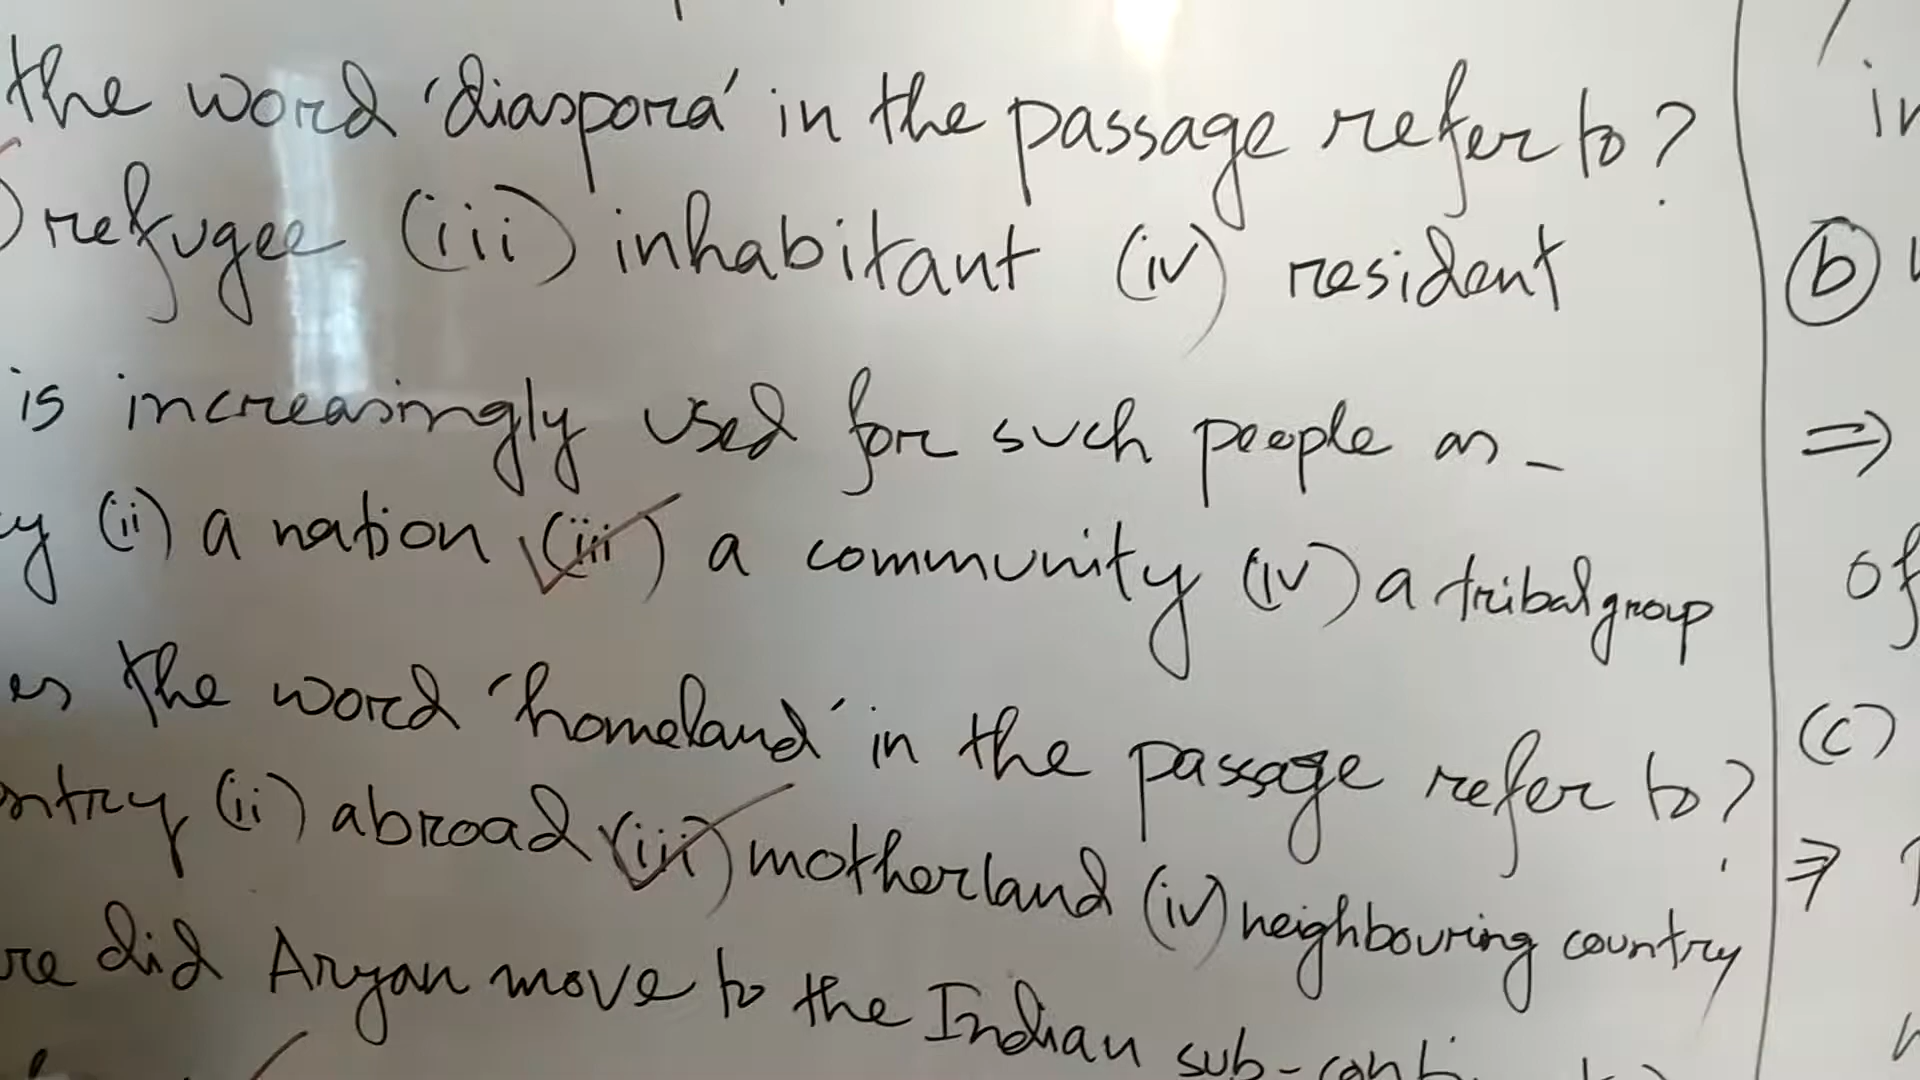 the word 'diaspora' in the passage refer to?
refugee (iii) inhabitant (iv) resident
is increasingly used for such people as -
y (ii) a nation (iii) a community (iv) a tribal group
es the word 'homeland' in the passage refer to?
ntry (ii) abroad (iii) motherland (iv) neighbouring country
re did Aryan move to the Indian sub-
in
(b)
⇒
of
(c)
⇒